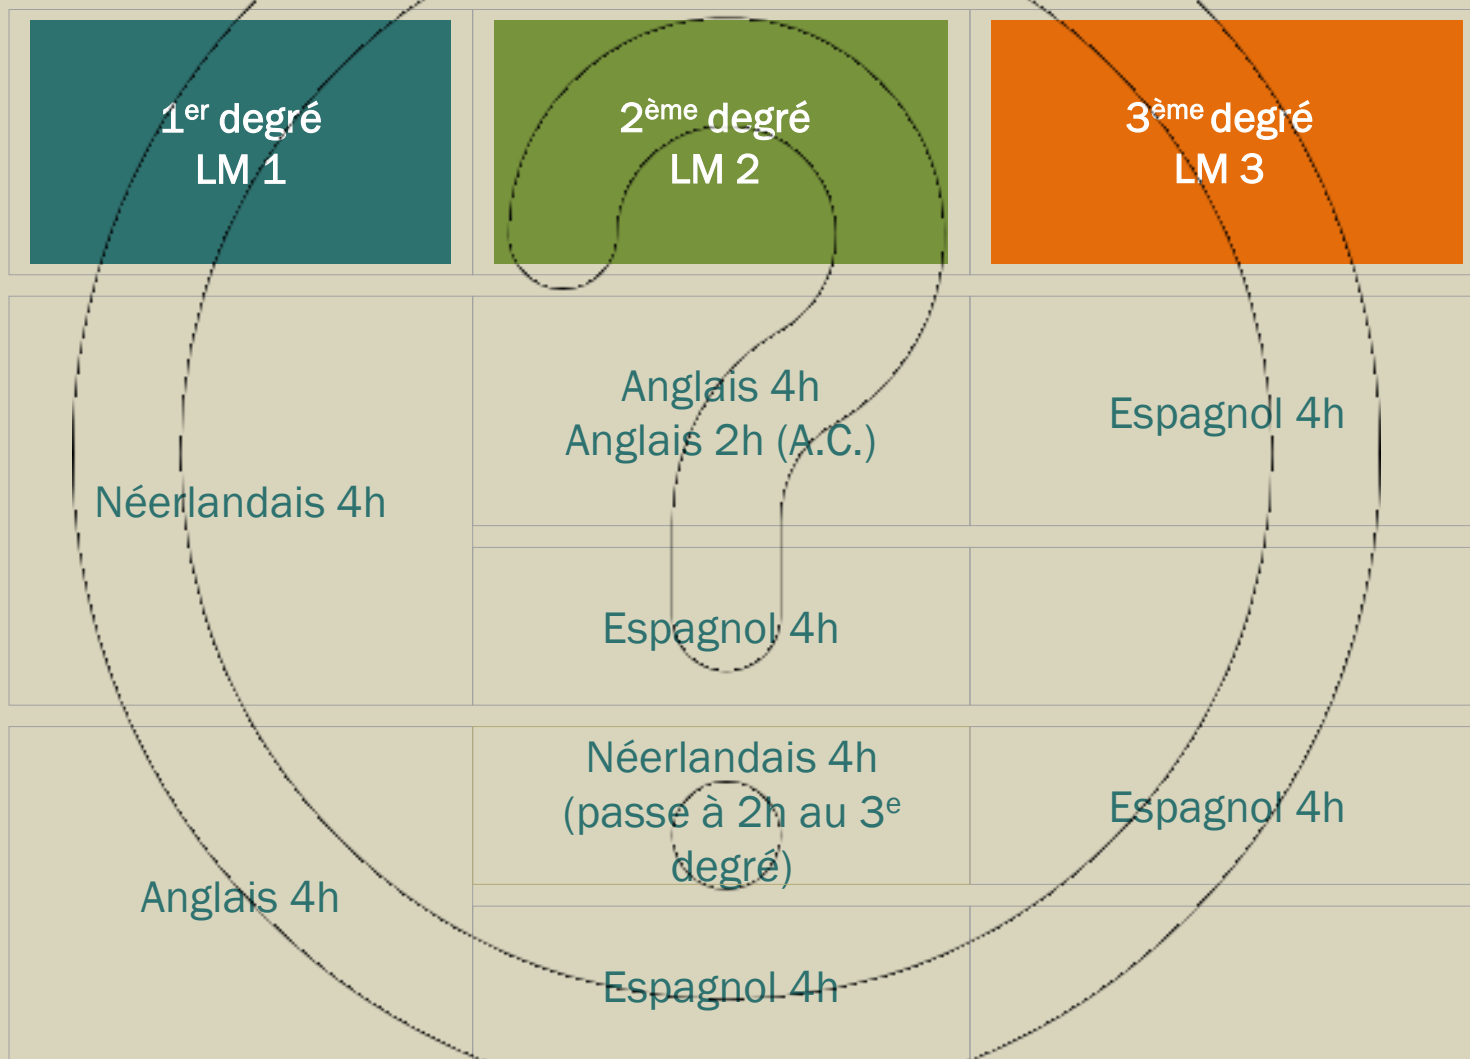 1er degré
LM 1
2ème degré
LM 2
3ème degré
LM 3
Néerlandais 4h
Anglais 4h
Anglais 2h (A.C.)
Espagnol 4h
Espagnol 4h
Anglais 4h
Néerlandais 4h
(passe à 2h au 3e
degré)
Espagnol 4h
Espagnol 4h